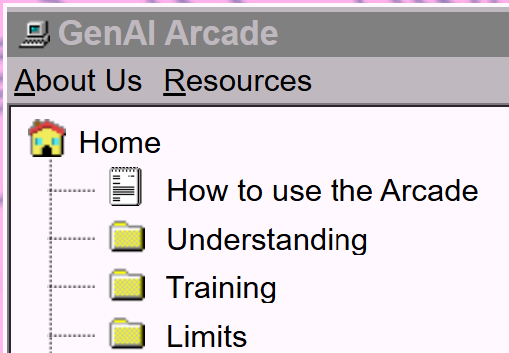 GenAI Arcade
About Us Resources
Home
How to use the Arcade
Understanding
Training
Limits